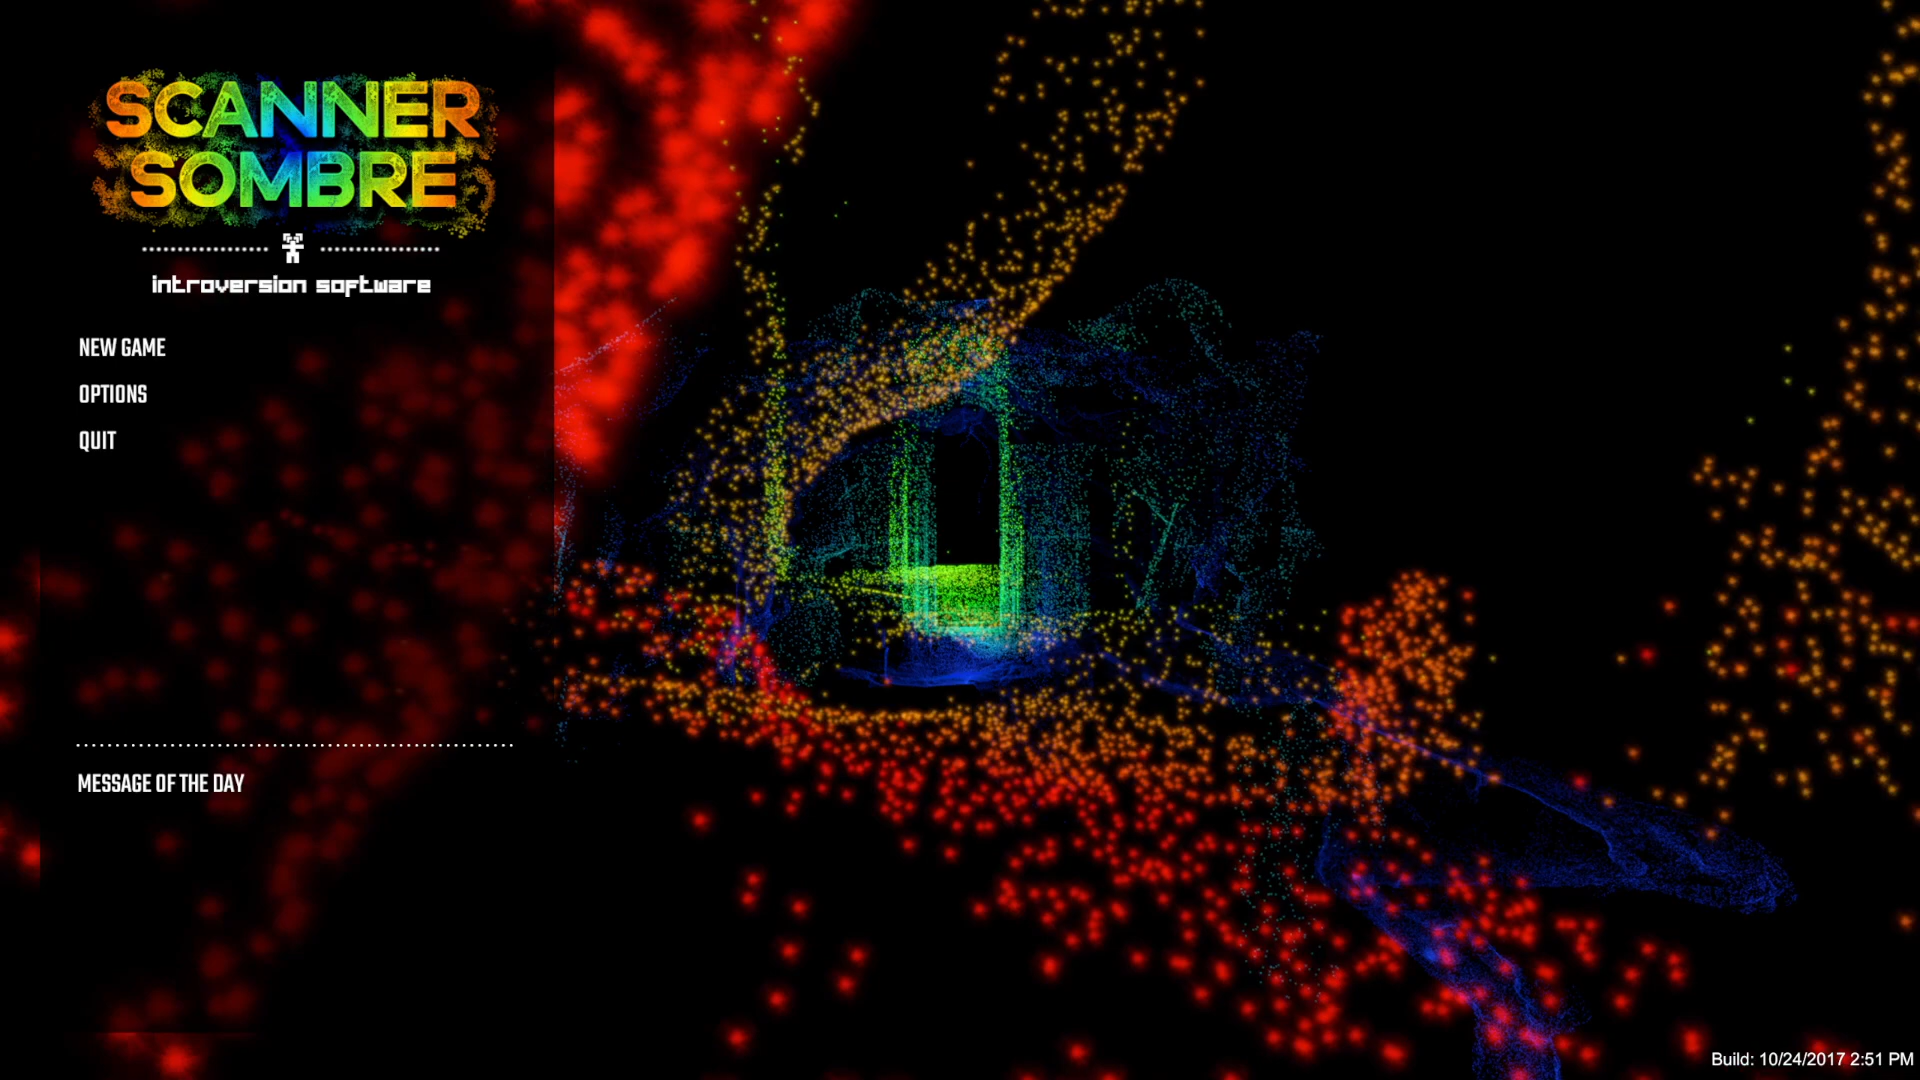 SCANNER
SOMBRE
introversion software
NEW GAME
OPTIONS
QUIT
MESSAGE OF THE DAY
Build: 10/24/2017 2:51 PM